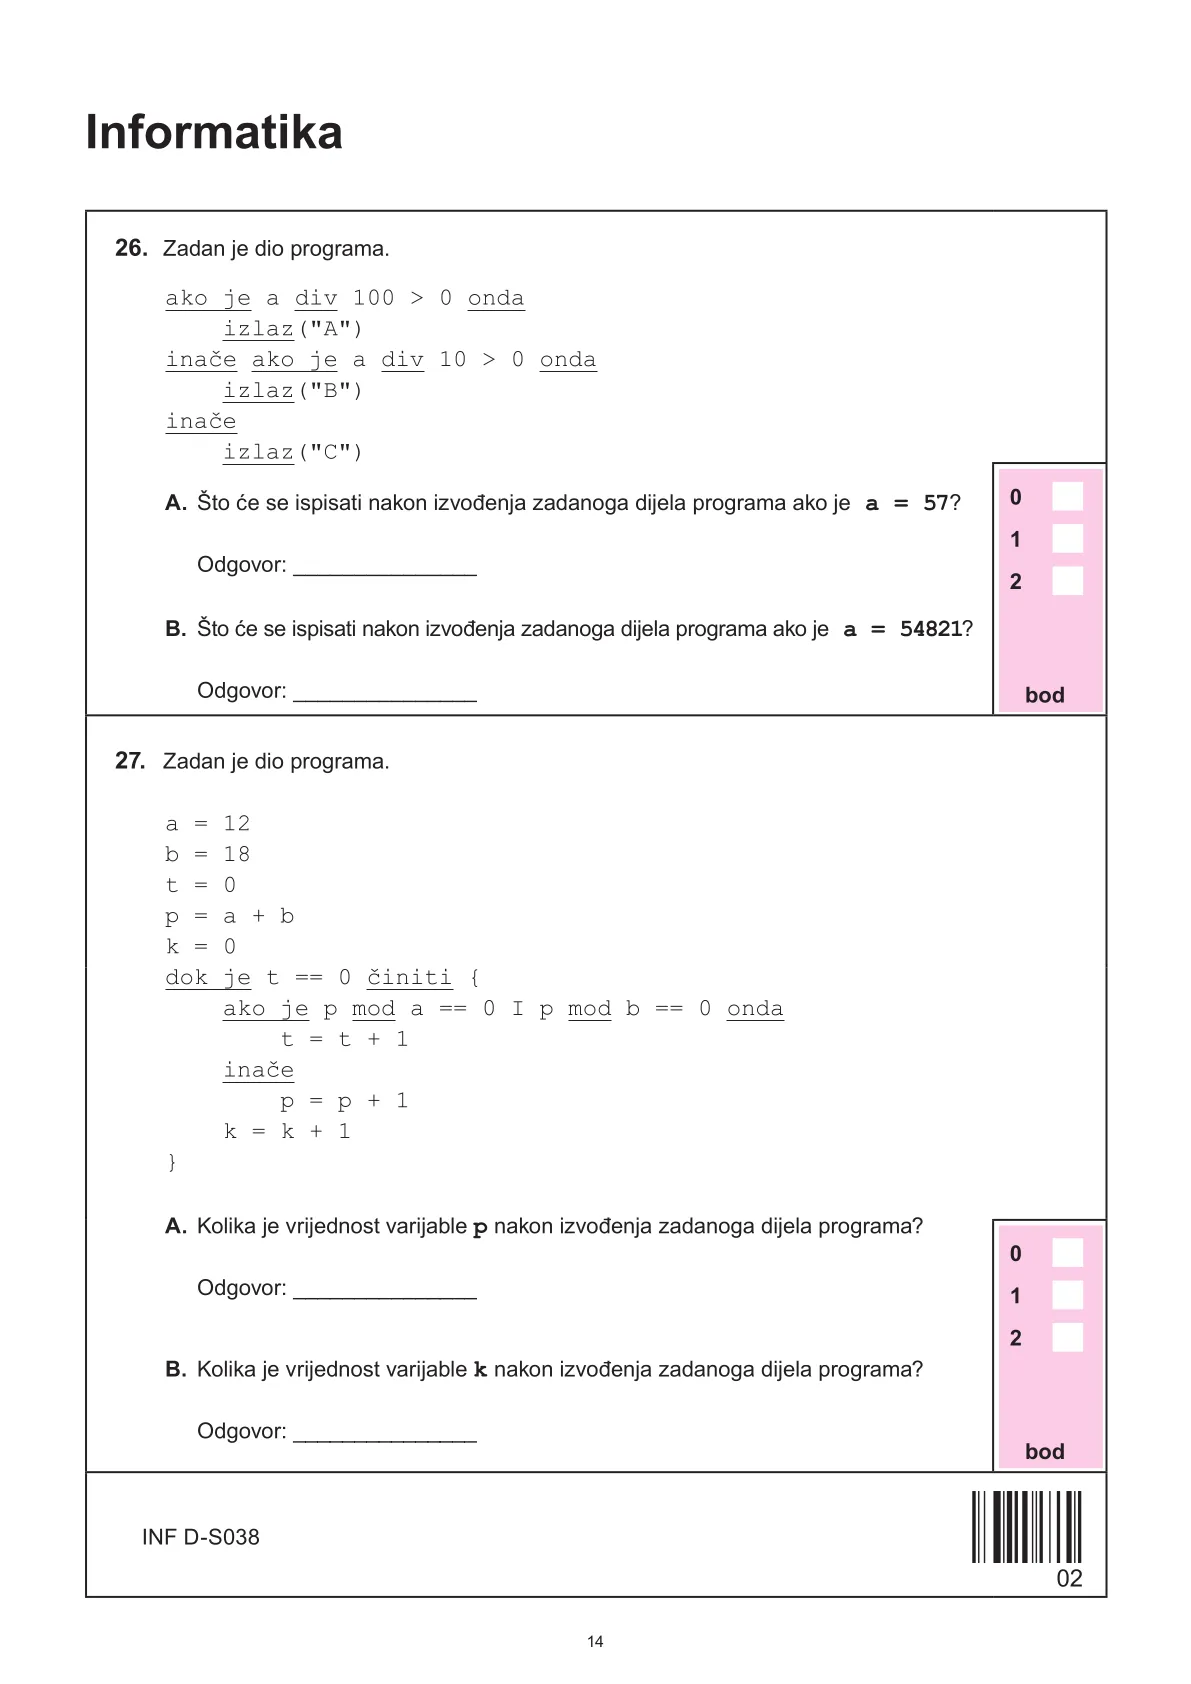 Informatika
26. Zadan je dio programa.
ako je a div 100 > 0 onda
    izlaz("A")
inače ako je a div 10 > 0 onda
    izlaz("B")
inače
    izlaz("C")
A. Što će se ispisati nakon izvođenja zadanoga dijela programa ako je a = 57?
Odgovor: _______________
B. Što će se ispisati nakon izvođenja zadanoga dijela programa ako je a = 54821?
Odgovor: _______________
0
1
2
bod
27. Zadan je dio programa.
a = 12
b = 18
t = 0
p = a + b
k = 0
dok je t == 0 činiti {
    ako je p mod a == 0 I p mod b == 0 onda
        t = t + 1
    inače
        p = p + 1
    k = k + 1
}
A. Kolika je vrijednost varijable p nakon izvođenja zadanoga dijela programa?
Odgovor: _______________
B. Kolika je vrijednost varijable k nakon izvođenja zadanoga dijela programa?
Odgovor: _______________
0
1
2
bod
INF D-S038
02
14